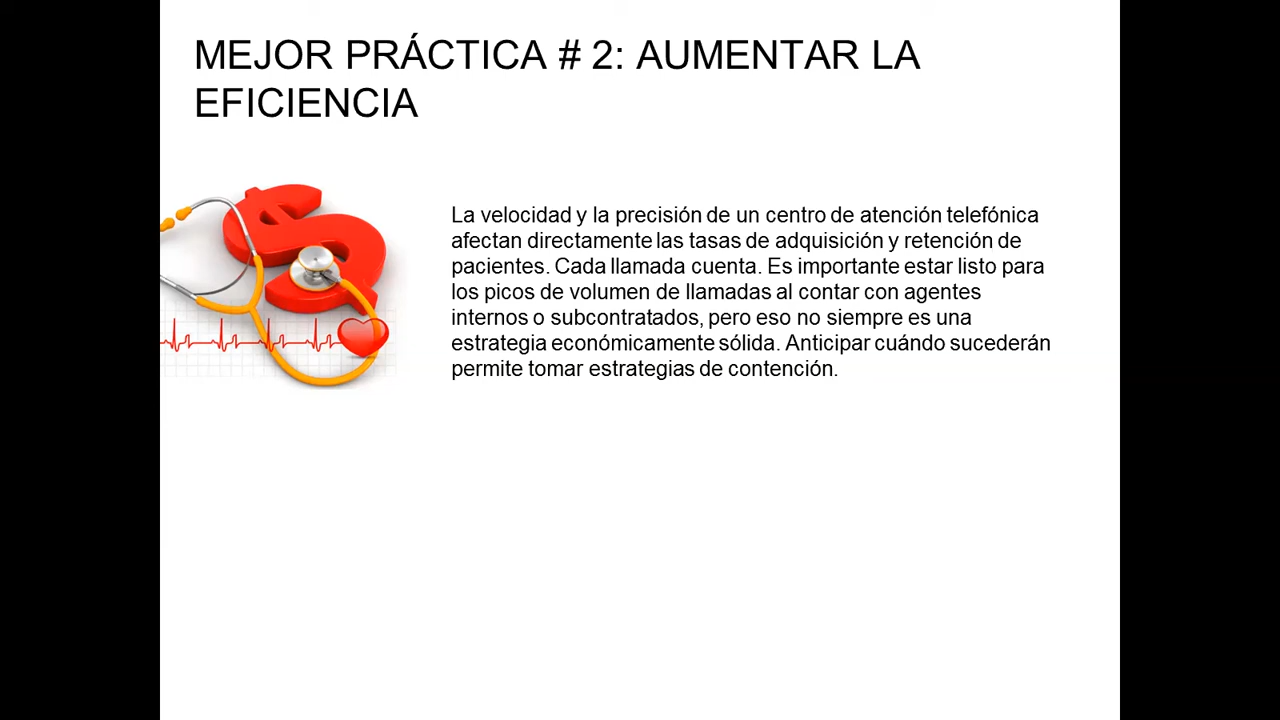 MEJOR PRÁCTICA # 2: AUMENTAR LA
EFICIENCIA
La velocidad y la precisión de un centro de atención telefónica
afectan directamente las tasas de adquisición y retención de
pacientes. Cada llamada cuenta. Es importante estar listo para
los picos de volumen de llamadas al contar con agentes
internos o subcontratados, pero eso no siempre es una
estrategia económicamente sólida. Anticipar cuándo sucederán
permite tomar estrategias de contención.